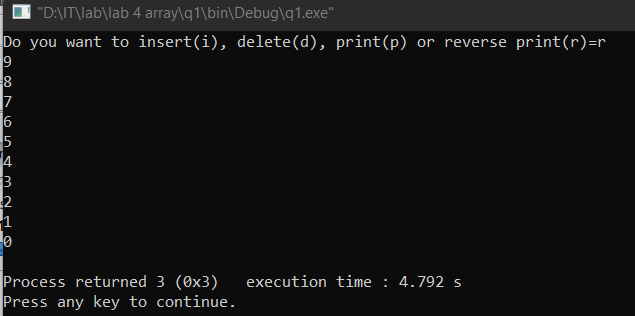 "D:\IT\lab\lab 4 array\q1\bin\Debug\q1.exe"
Do you want to insert(i), delete(d), print(p) or reverse print(r)=r
9
8
7
6
5
4
3
2
1
0
Process returned 3 (0x3)   execution time : 4.792 s
Press any key to continue.